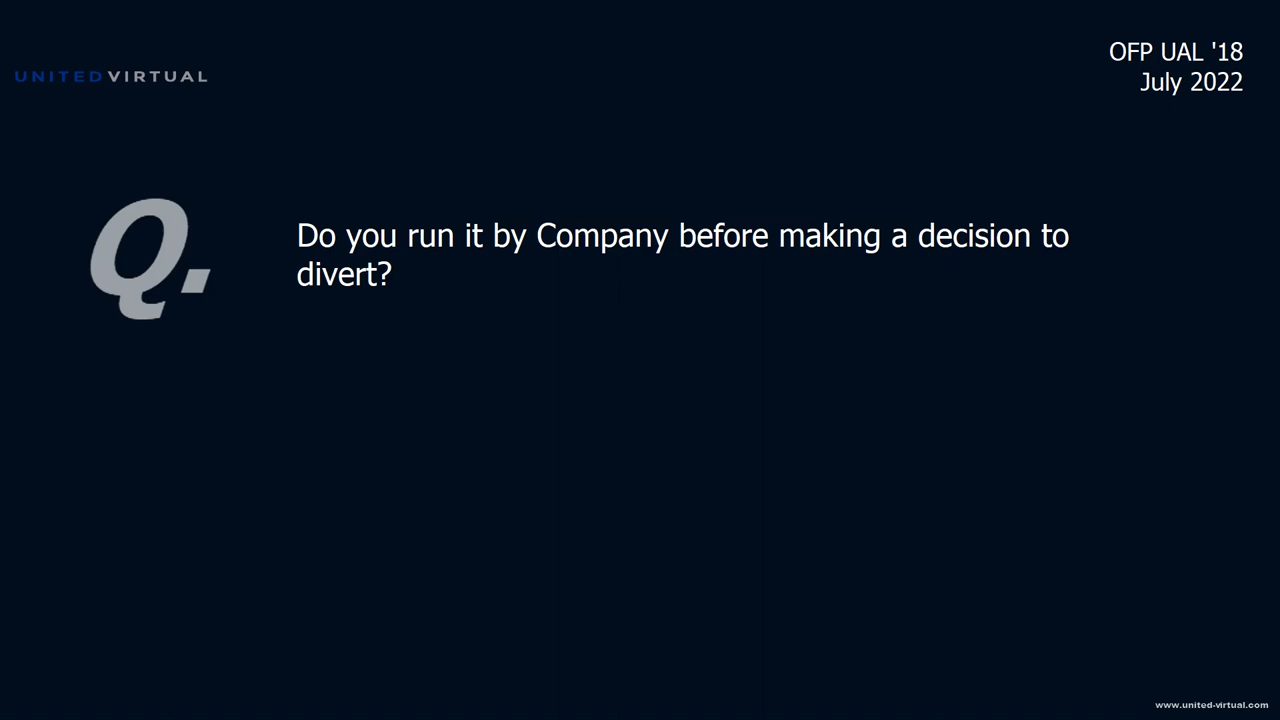 OFP UAL '18
UNITEDVIRTUAL
July 2022
Q.
Do you run it by Company before making a decision to
divert?
www.united-virtual.com